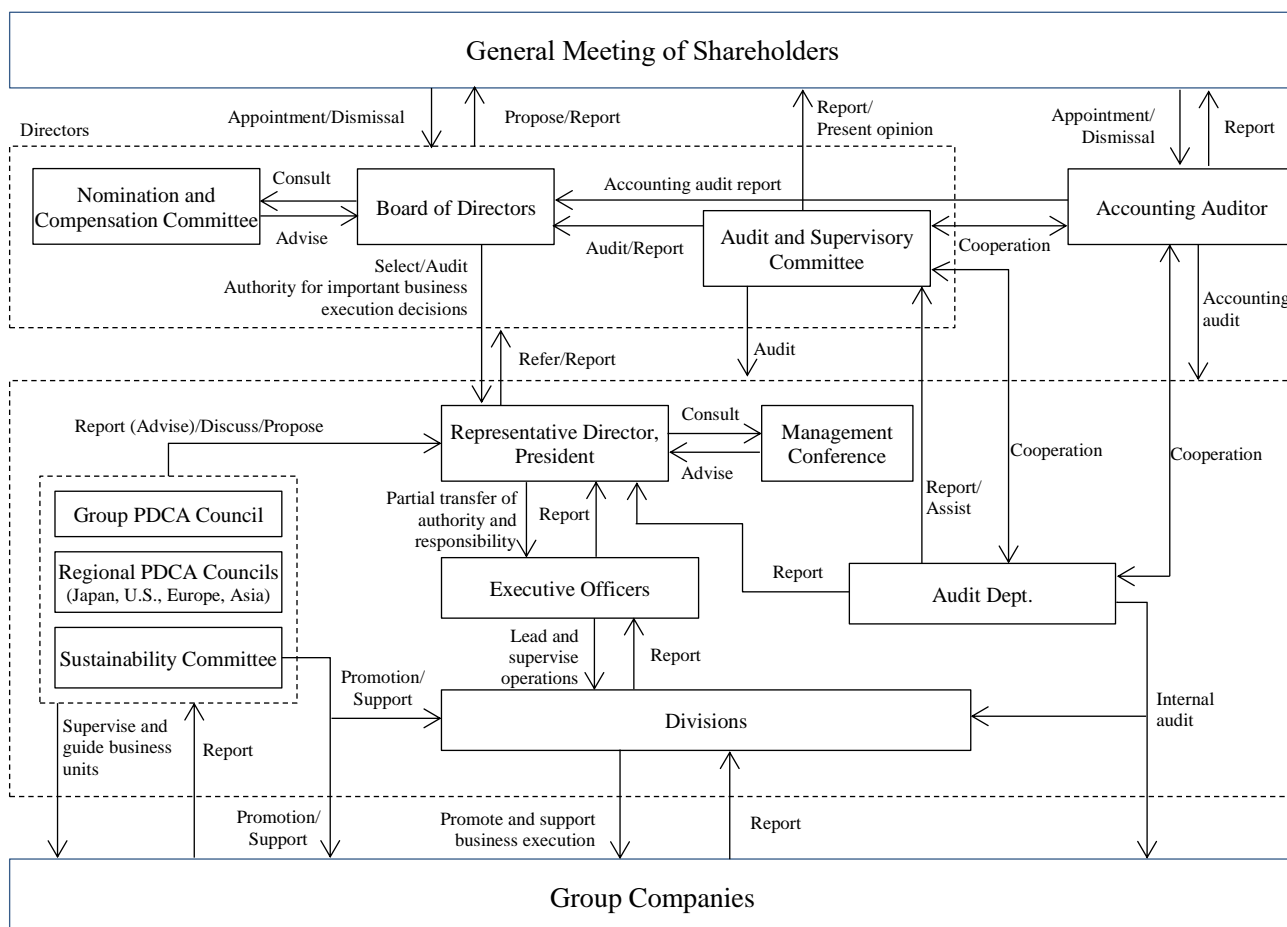 General Meeting of Shareholders
Appointment/Dismissal
Propose/Report
Report/
Present opinion
Appointment/
Dismissal
Report
Directors
Nomination and
Compensation Committee
Consult
Advise
Board of Directors
Accounting audit report
Audit/Report
Audit and Supervisory
Committee
Cooperation
Accounting Auditor
Select/Audit
Authority for important business
execution decisions
Refer/Report
Audit
Accounting
audit
Report (Advise)/Discuss/Propose
Representative Director,
President
Consult
Advise
Management
Conference
Cooperation
Cooperation
Group PDCA Council
Regional PDCA Councils
(Japan, U.S., Europe, Asia)
Sustainability Committee
Partial transfer of
authority and
responsibility
Report
Report/
Assist
Executive Officers
Report
Audit Dept.
Lead and
supervise
operations
Report
Promotion/
Support
Divisions
Internal
audit
Supervise and
guide business
units
Report
Promotion/
Support
Promote and support
business execution
Report
Group Companies